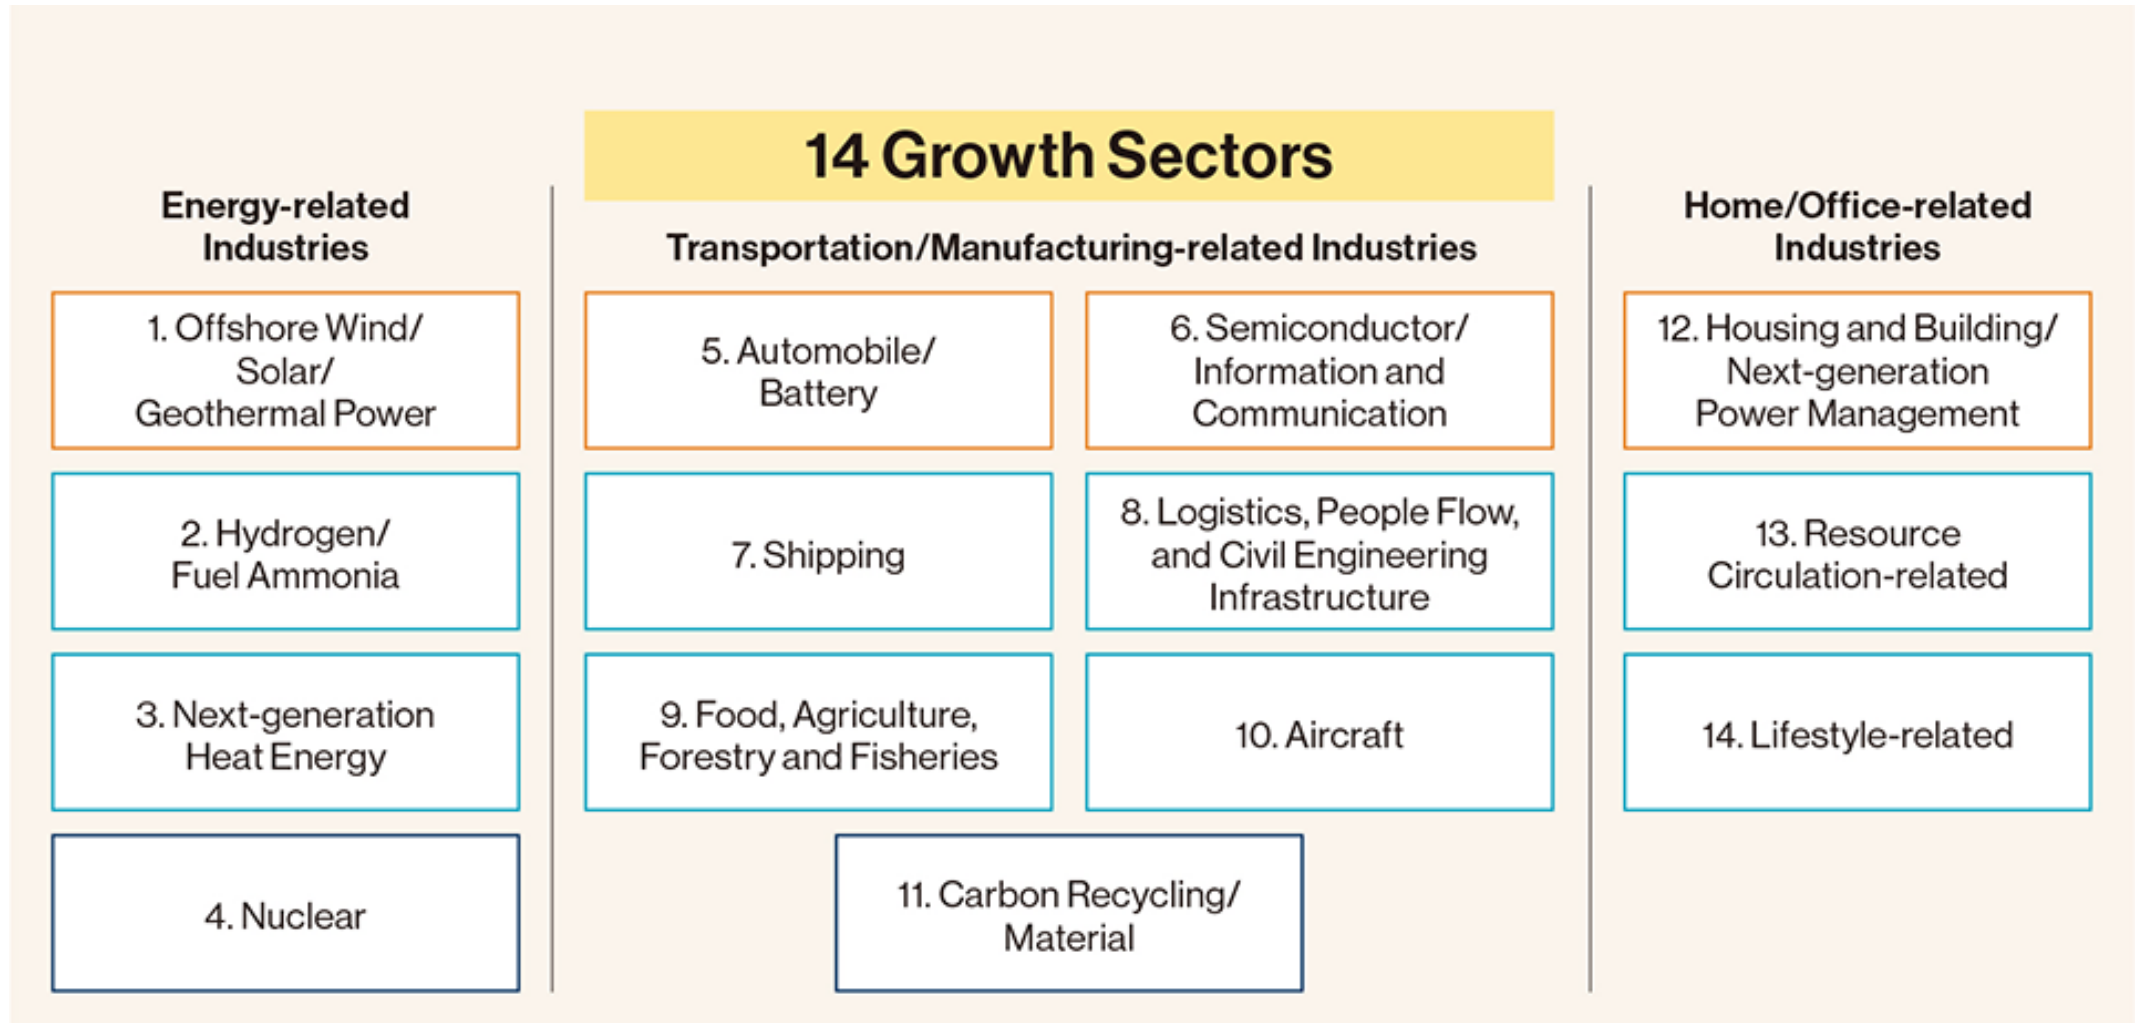 14 Growth Sectors
Energy-related
Industries
1. Offshore Wind/
Solar/
Geothermal Power
2. Hydrogen/
Fuel Ammonia
3. Next-generation
Heat Energy
4. Nuclear
Transportation/Manufacturing-related Industries
5. Automobile/
Battery
6. Semiconductor/
Information and
Communication
7. Shipping
8. Logistics, People Flow,
and Civil Engineering
Infrastructure
9. Food, Agriculture,
Forestry and Fisheries
10. Aircraft
11. Carbon Recycling/
Material
Home/Office-related
Industries
12. Housing and Building/
Next-generation
Power Management
13. Resource
Circulation-related
14. Lifestyle-related